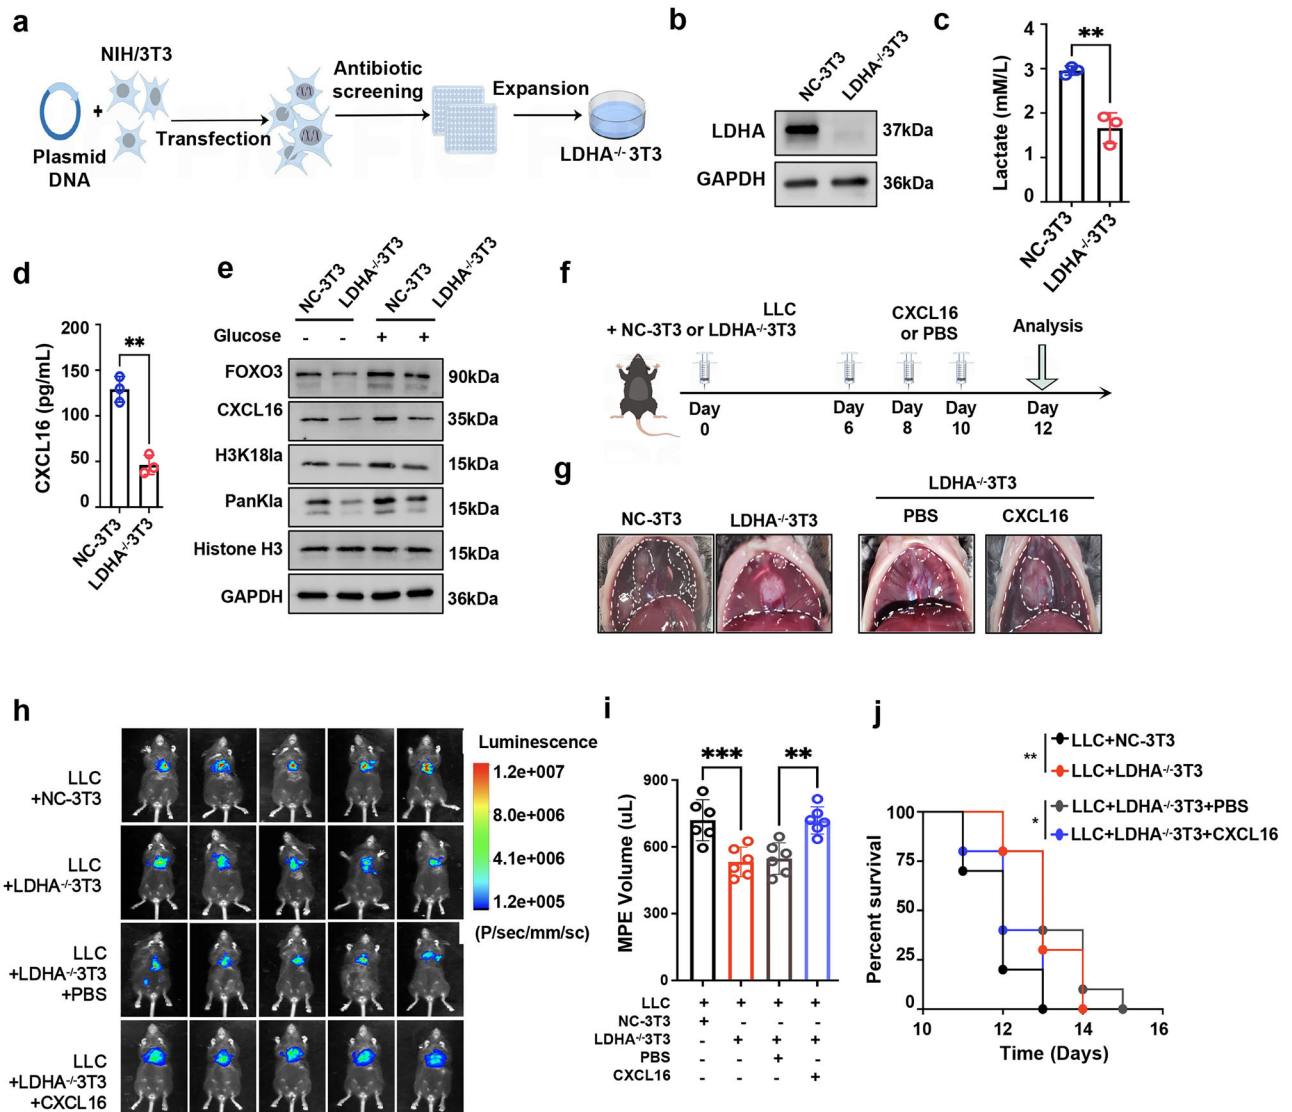 a
NIH/3T3
+
Plasmid
DNA
Transfection
Antibiotic
screening
Expansion
LDHA-/- 3T3
b
NC-3T3
LDHA-/-3T3
LDHA
37kDa
GAPDH
36kDa
c
Lactate (mM/L)
4
3
2
1
0
**
NC-3T3
LDHA-/-3T3
d
CXCL16 (pg/mL)
200
150
100
50
0
**
NC-3T3
LDHA-/-3T3
e
NC-3T3
LDHA-/-3T3
NC-3T3
LDHA-/-3T3
Glucose - - + +
FOXO3 90kDa
CXCL16 35kDa
H3K18la 15kDa
PanKla 15kDa
Histone H3 15kDa
GAPDH 36kDa
f
LLC
+ NC-3T3 or LDHA-/-3T3
CXCL16
or PBS
Analysis
Day
0
Day
6
Day
8
Day
10
Day
12
g
LDHA-/-3T3
NC-3T3
LDHA-/-3T3
PBS
CXCL16
h
LLC
+NC-3T3
LLC
+LDHA-/-3T3
LLC
+LDHA-/-3T3
+PBS
LLC
+LDHA-/-3T3
+CXCL16
Luminescence
1.2e+007
8.0e+006
4.1e+006
1.2e+005
(P/sec/mm/sc)
i
MPE Volume (uL)
900
600
300
0
***
**
LLC + + + +
NC-3T3 + - - -
LDHA-/-3T3 - + + +
PBS - - + -
CXCL16 - - - +
j
** LLC+NC-3T3
LLC+LDHA-/-3T3
* LLC+LDHA-/-3T3+PBS
LLC+LDHA-/-3T3+CXCL16
Percent survival
100
75
50
25
0
10 12 14 16
Time (Days)